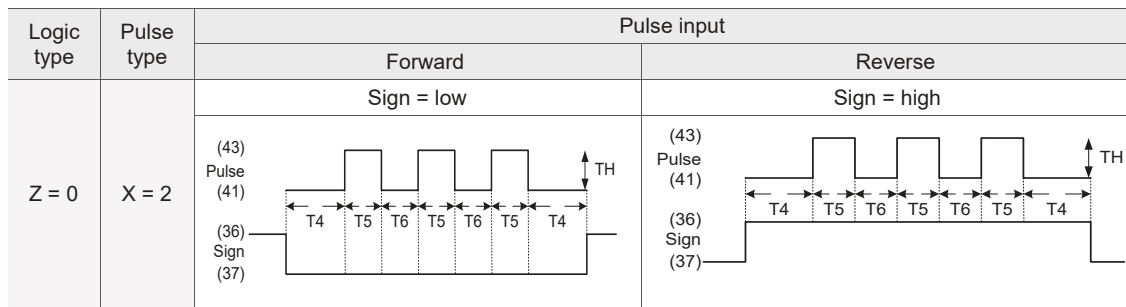 Logic type
Pulse type
Pulse input
Forward
Reverse
Z = 0
X = 2
Sign = low
Sign = high
(43)
Pulse
(41)
TH
T4 T5 T6 T5 T6 T5 T4
(36)
Sign
(37)
(43)
Pulse
(41)
TH
T4 T5 T6 T5 T6 T5 T4
(36)
Sign
(37)